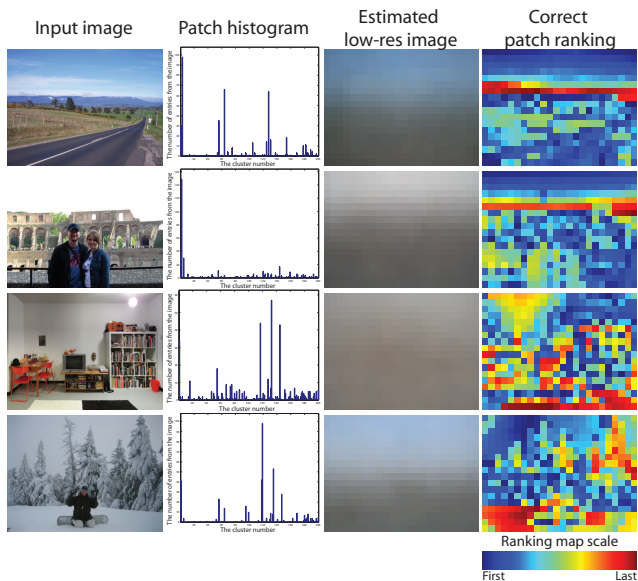 Input image
Patch histogram
Estimated
low-res image
Correct
patch ranking
The number of entries from the image
The cluster number
The number of entries from the image
The cluster number
The number of entries from the image
The cluster number
The number of entries from the image
The cluster number
Ranking map scale
First
Last